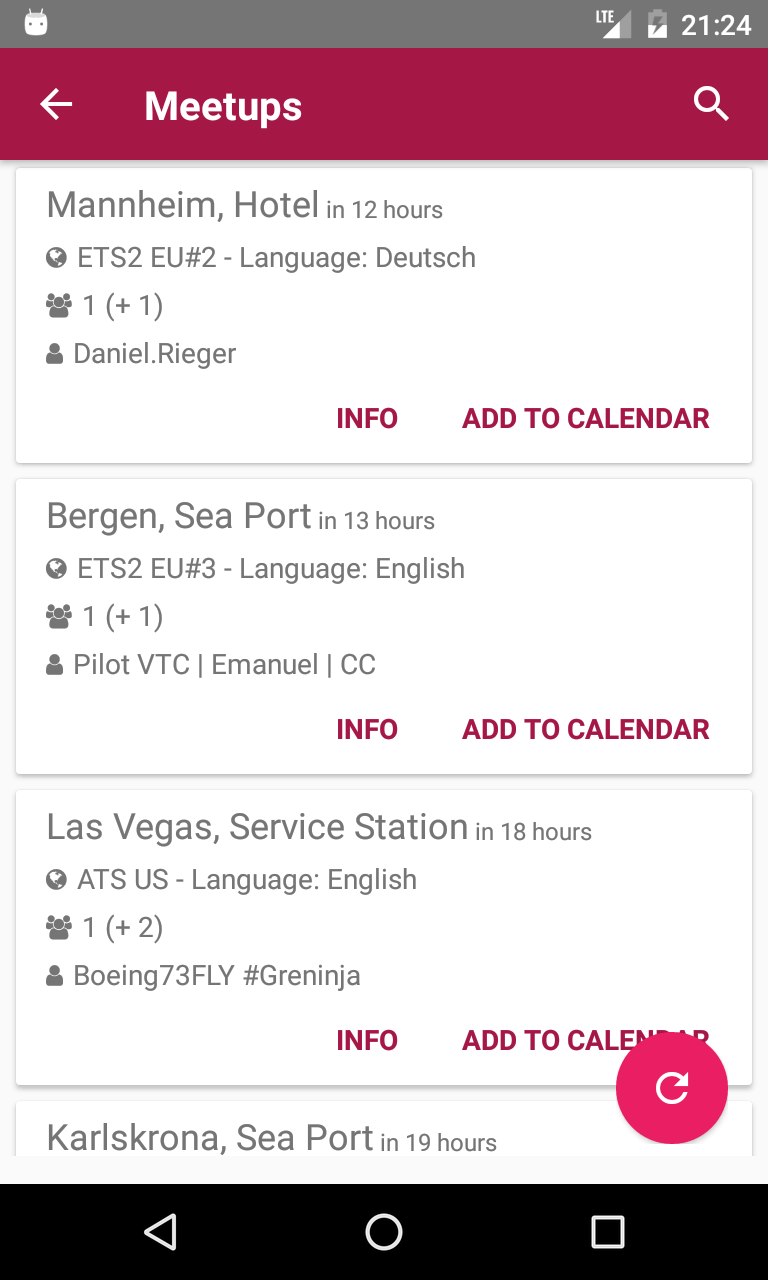 LTE 21:24
Meetups
Mannheim, Hotel in 12 hours
ETS2 EU#2 - Language: Deutsch
1 (+ 1)
Daniel.Rieger
INFO ADD TO CALENDAR
Bergen, Sea Port in 13 hours
ETS2 EU#3 - Language: English
1 (+ 1)
Pilot VTC | Emanuel | CC
INFO ADD TO CALENDAR
Las Vegas, Service Station in 18 hours
ATS US - Language: English
1 (+ 2)
Boeing73FLY #Greninja
INFO ADD TO CALENDAR
Karlskrona, Sea Port in 19 hours